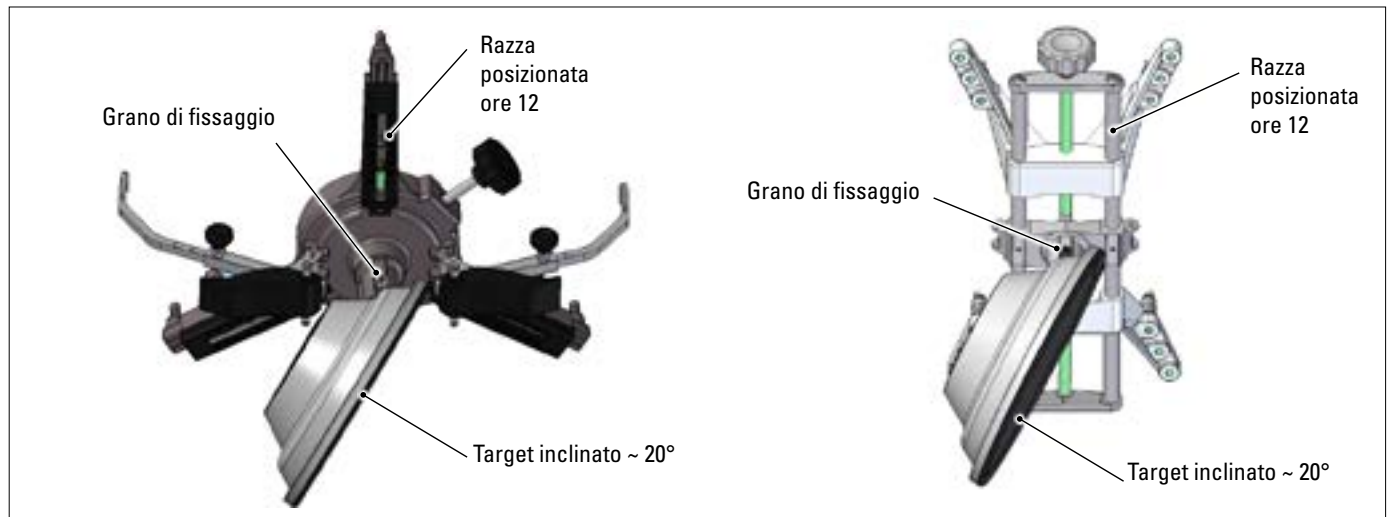 Razza
posizionata
ore 12
Grano di fissaggio
Target inclinato ~ 20°
Razza
posizionata
ore 12
Grano di fissaggio
Target inclinato ~ 20°